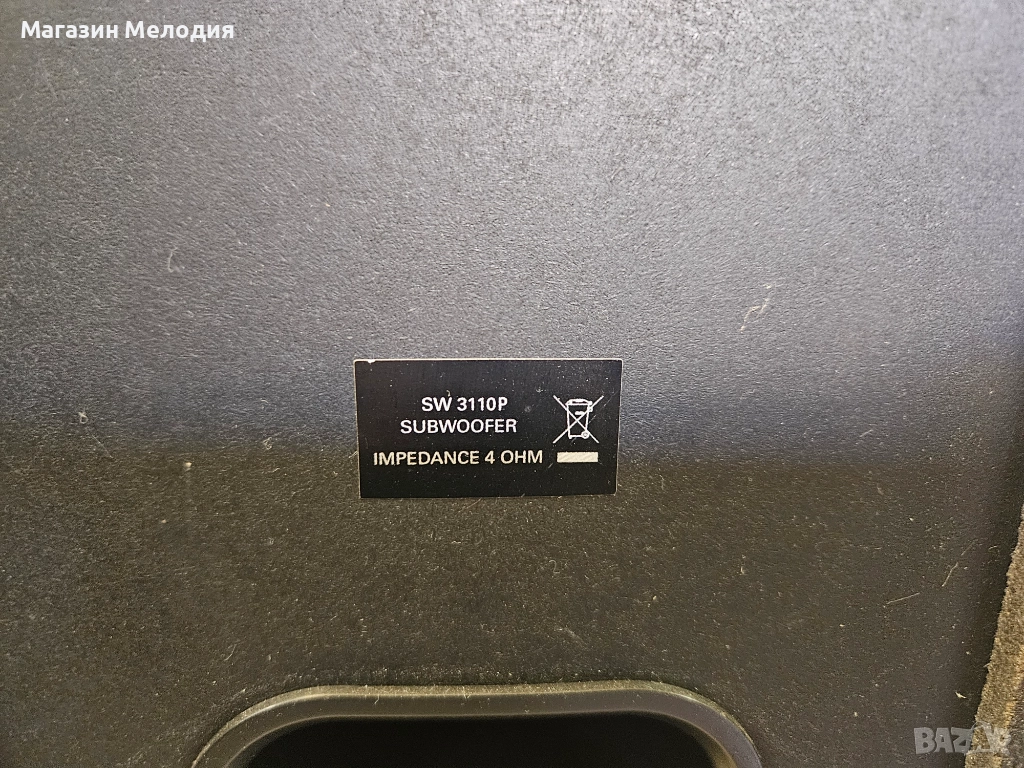 Магазин Мелодия
SW 3110P
SUBWOOFER
IMPEDANCE 4 OHM